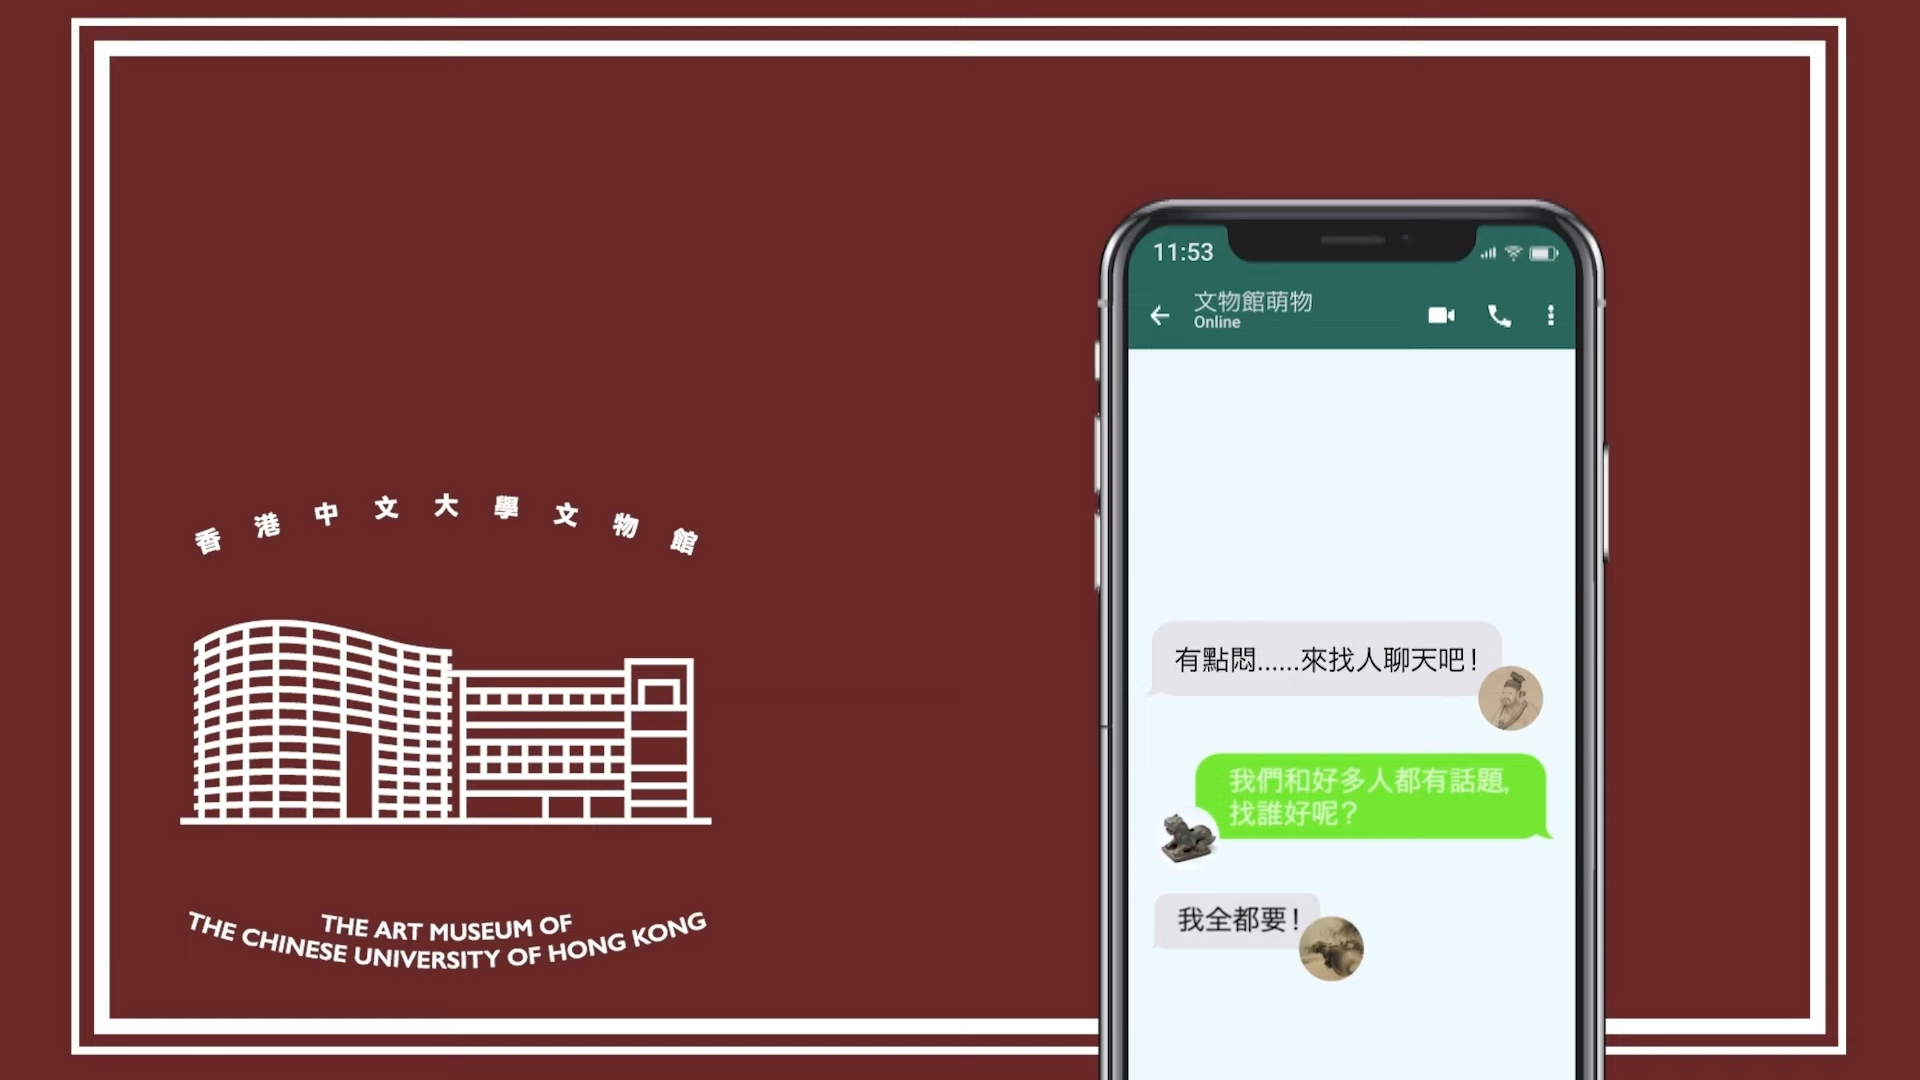 香港中文大學文物館
THE ART MUSEUM OF
THE CHINESE UNIVERSITY OF HONG KONG
11:53
文物館萌物
Online
有點悶......來找人聊天吧！
我們和好多人都有話題,
找誰好呢？
我全都要！